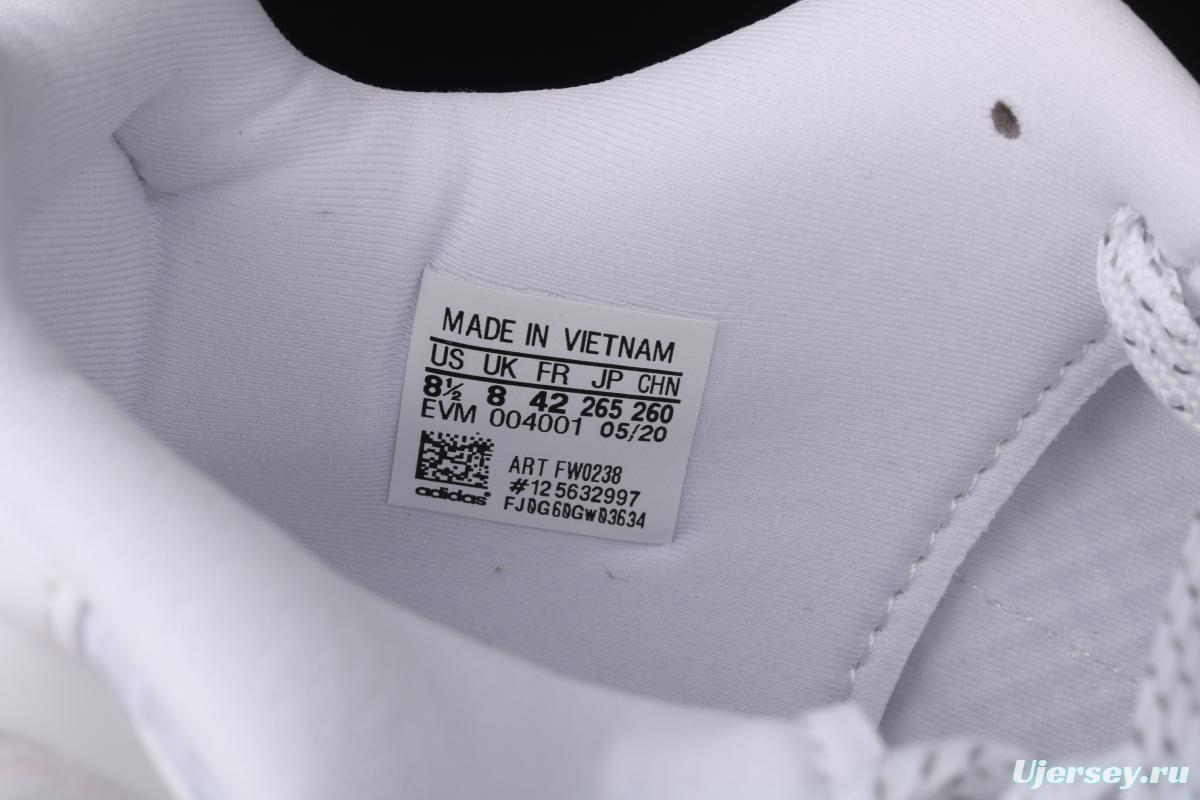 MADE IN VIETNAM
US UK FR JP CHN
8½ 8 42 265 260
EVM 004001 05/20
ART FW0238
#125632997
adidas®
FJ0G60GW03634
Ujersey.ru